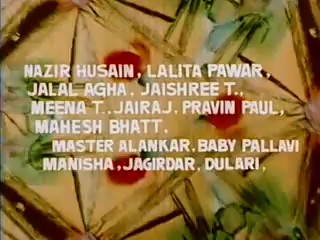 NAZIR HUSAIN, LALITA PAWAR,
JALAL AGHA. JAISHREE T.,
MEENA T., JAIRAJ. PRAVIN PAUL,
MAHESH BHATT.
MASTER ALANKAR. BABY PALLAVI
MANISHA, JAGIRDAR, DULARI,